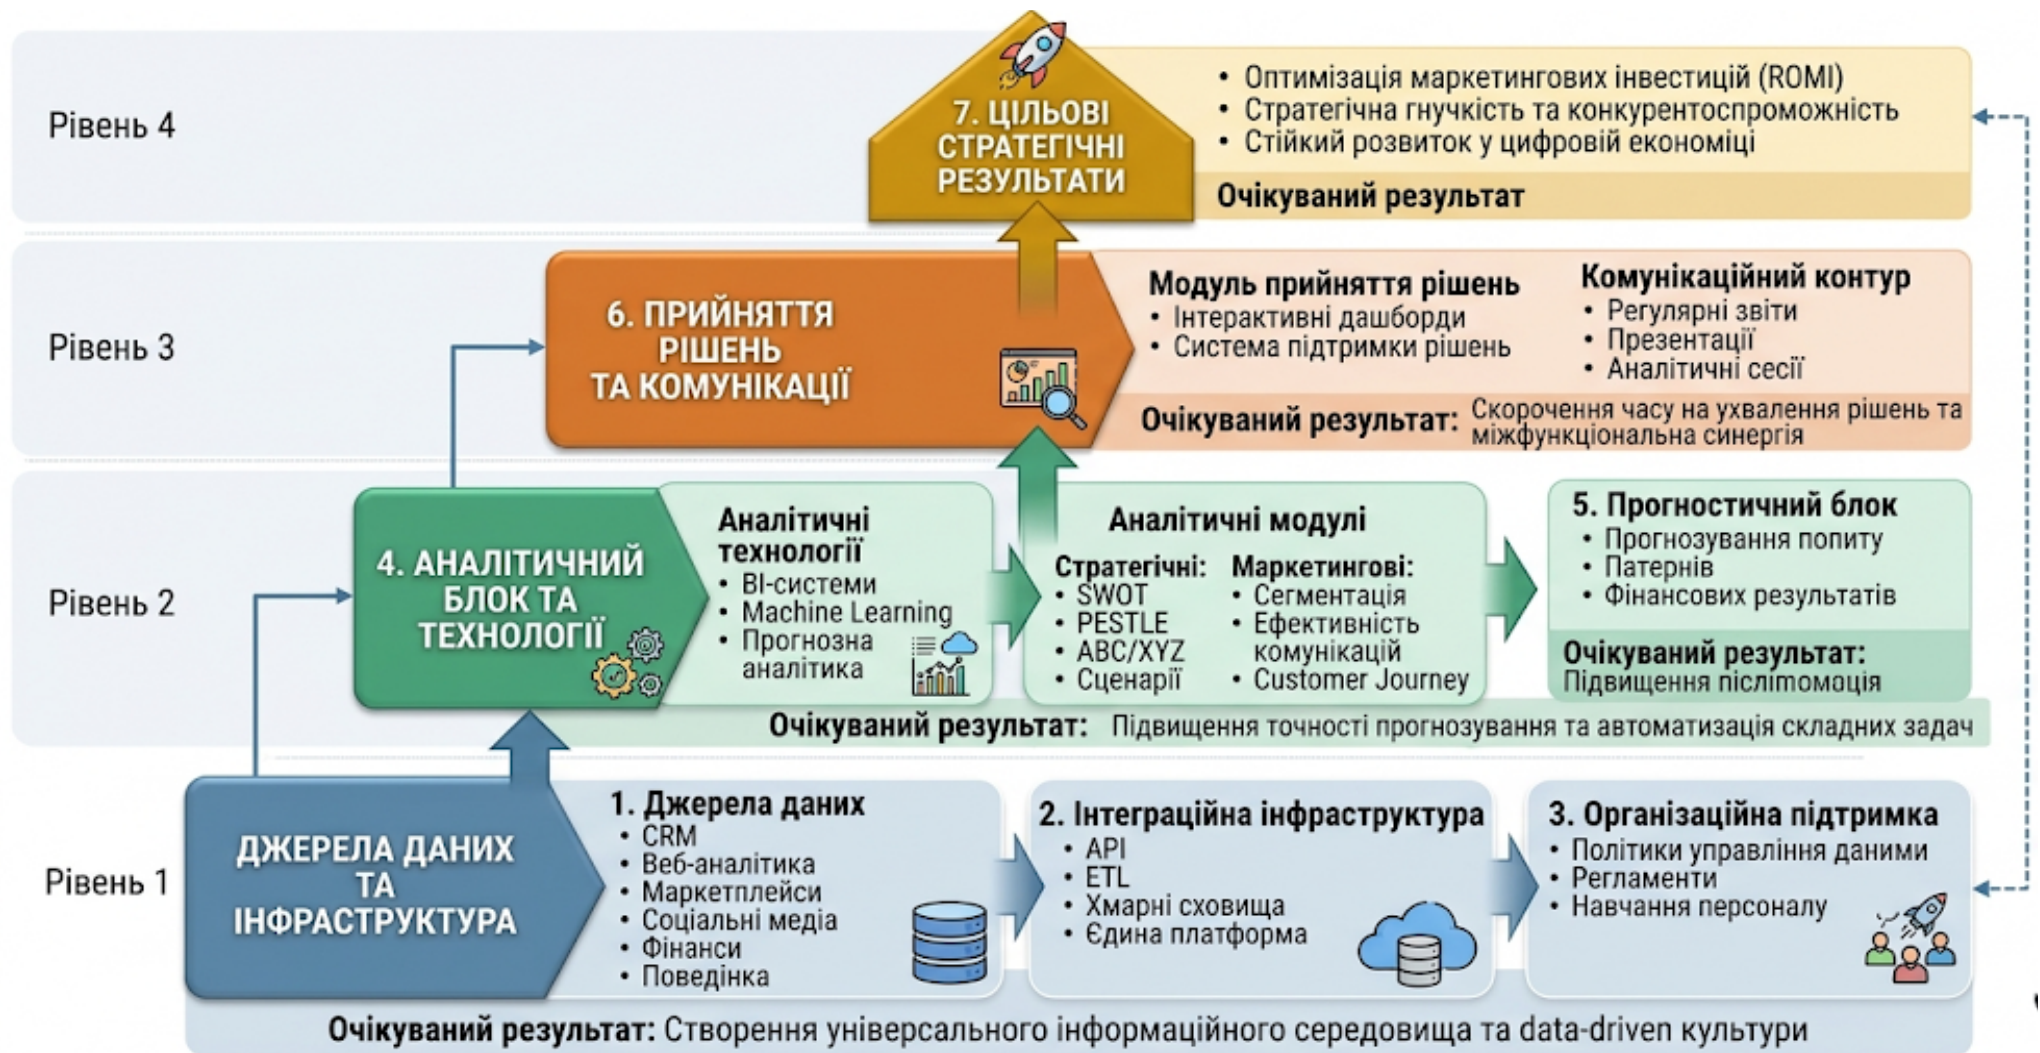 Рівень 4
7. ЦІЛЬОВІ
СТРАТЕГІЧНІ
РЕЗУЛЬТАТИ
• Оптимізація маркетингових інвестицій (ROMI)
• Стратегічна гнучкість та конкурентоспроможність
• Стійкий розвиток у цифровій економіці
Очікуваний результат
Рівень 3
6. ПРИЙНЯТТЯ
РІШЕНЬ
ТА КОМУНІКАЦІЇ
Модуль прийняття рішень
• Інтерактивні дашборди
• Система підтримки рішень
Комунікаційний контур
• Регулярні звіти
• Презентації
• Аналітичні сесії
Очікуваний результат: Скорочення часу на ухвалення рішень та
міжфункціональна синергія
Рівень 2
4. АНАЛІТИЧНИЙ
БЛОК ТА
ТЕХНОЛОГІЇ
Аналітичні
технології
• BI-системи
• Machine Learning
• Прогнозна
аналітика
Аналітичні модулі
Стратегічні:
• SWOT
• PESTLE
• ABC/XYZ
• Сценарії
Маркетингові:
• Сегментація
• Ефективність
комунікацій
• Customer Journey
5. Прогностичний блок
• Прогнозування попиту
• Патернів
• Фінансових результатів
Очікуваний результат:
Підвищення післітомація
Очікуваний результат: Підвищення точності прогнозування та автоматизація складних задач
Рівень 1
ДЖЕРЕЛА ДАНИХ
ТА
ІНФРАСТРУКТУРА
1. Джерела даних
• CRM
• Веб-аналітика
• Маркетплейси
• Соціальні медіа
• Фінанси
• Поведінка
2. Інтеграційна інфраструктура
• API
• ETL
• Хмарні сховища
• Єдина платформа
3. Організаційна підтримка
• Політики управління даними
• Регламенти
• Навчання персоналу
Очікуваний результат: Створення універсального інформаційного середовища та data-driven культури